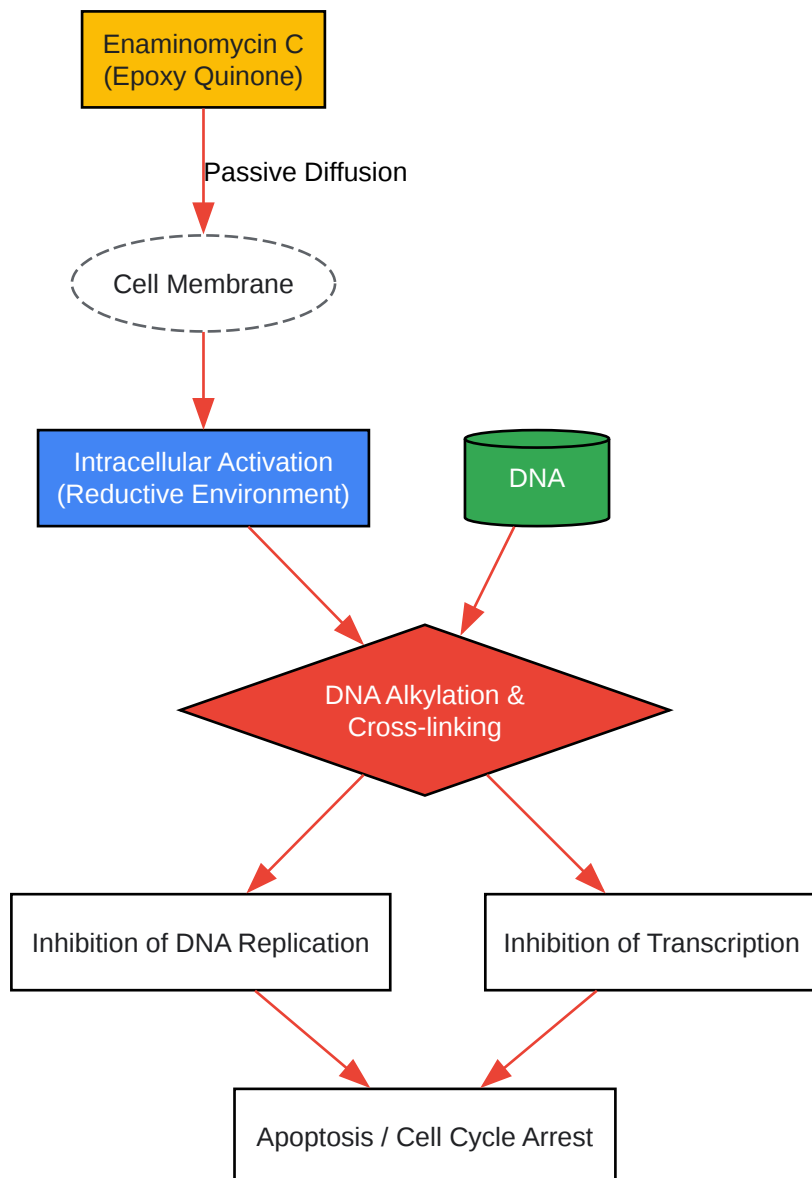 Enaminomycin C
(Epoxy Quinone)
Passive Diffusion
Cell Membrane
Intracellular Activation
(Reductive Environment)
DNA
DNA Alkylation &
Cross-linking
Inhibition of DNA Replication
Inhibition of Transcription
Apoptosis / Cell Cycle Arrest